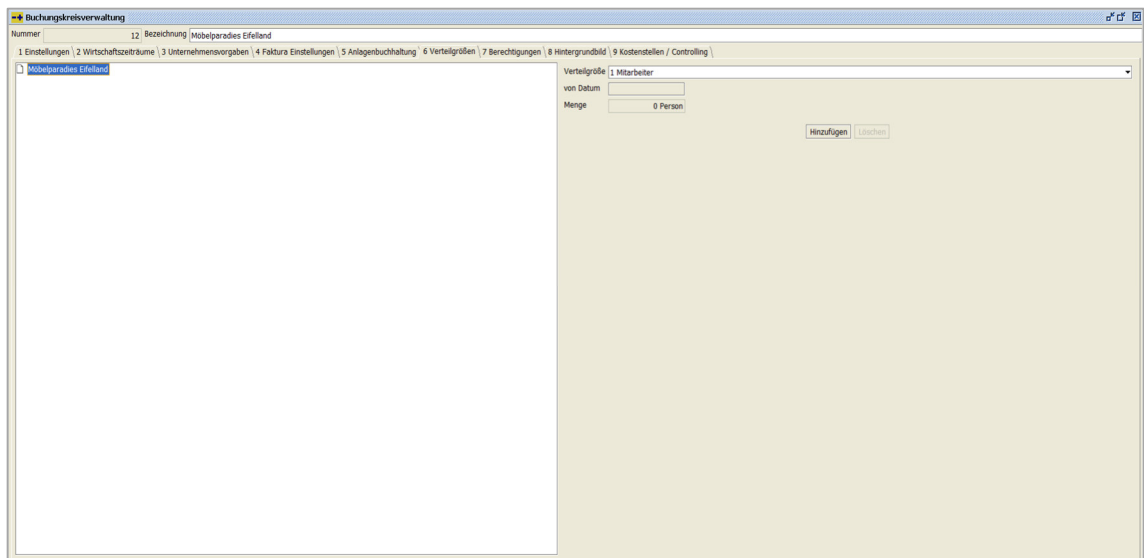 Buchungskreisverwaltung
Nummer 12 Bezeichnung Möbelparadies Eifelland
1 Einstellungen \ 2 Wirtschaftszeiträume \ 3 Unternehmensvorgaben \ 4 Faktura Einstellungen \ 5 Anlagenbuchhaltung \ 6 Verteilgrößen \ 7 Berechtigungen \ 8 Hintergrundbild \ 9 Kostenstellen / Controlling \
Möbelparadies Eifelland
Verteilgröße 1 Mitarbeiter
von Datum
Menge 0 Person
Hinzufügen Löschen